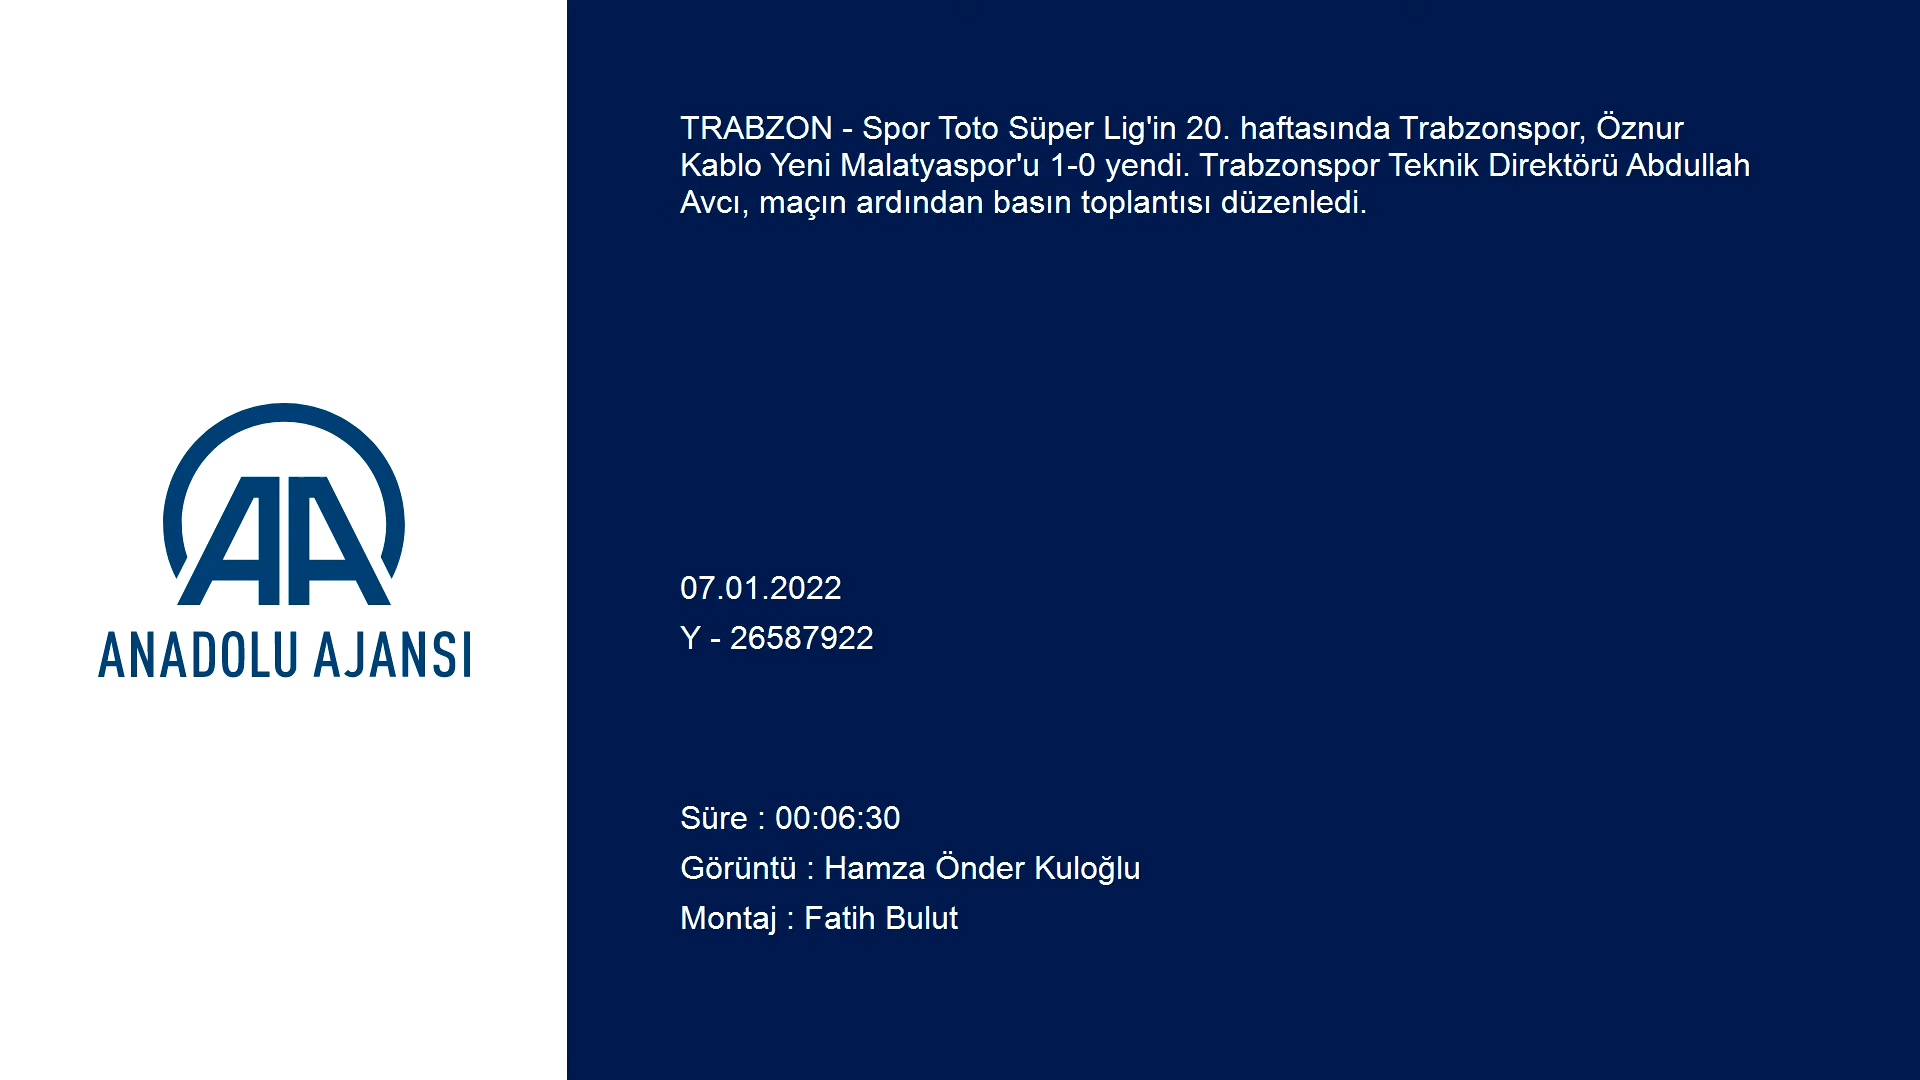 TRABZON - Spor Toto Süper Lig'in 20. haftasında Trabzonspor, Öznur
Kablo Yeni Malatyaspor'u 1-0 yendi. Trabzonspor Teknik Direktörü Abdullah
Avcı, maçın ardından basın toplantısı düzenledi.
AA
ANADOLU AJANSI
07.01.2022
Y - 26587922
Süre : 00:06:30
Görüntü : Hamza Önder Kuloğlu
Montaj : Fatih Bulut